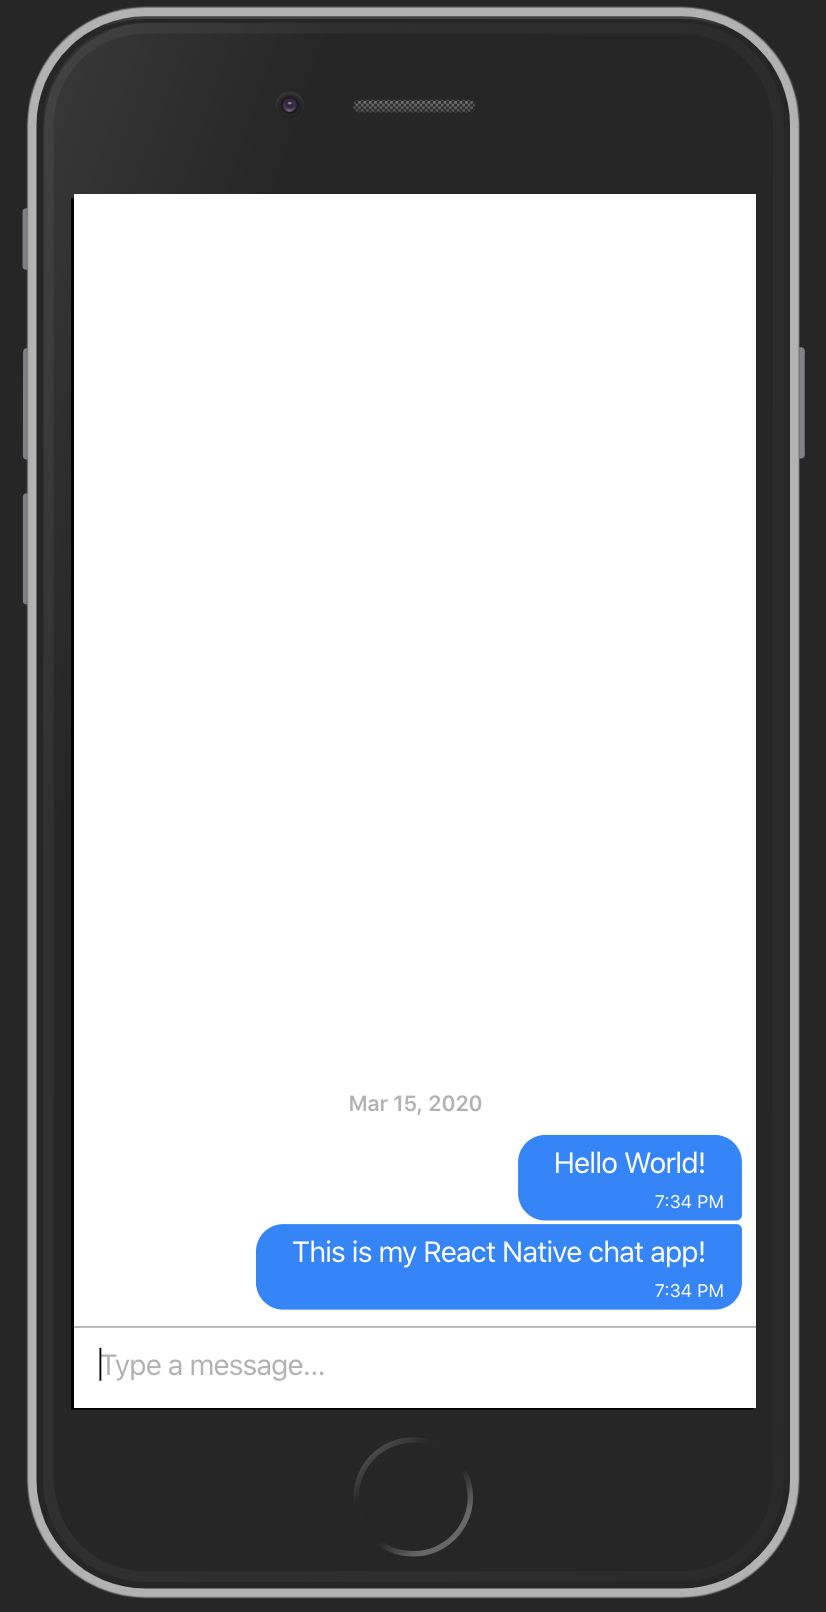 Mar 15, 2020
Hello World!
7:34 PM
This is my React Native chat app!
7:34 PM
Type a message...